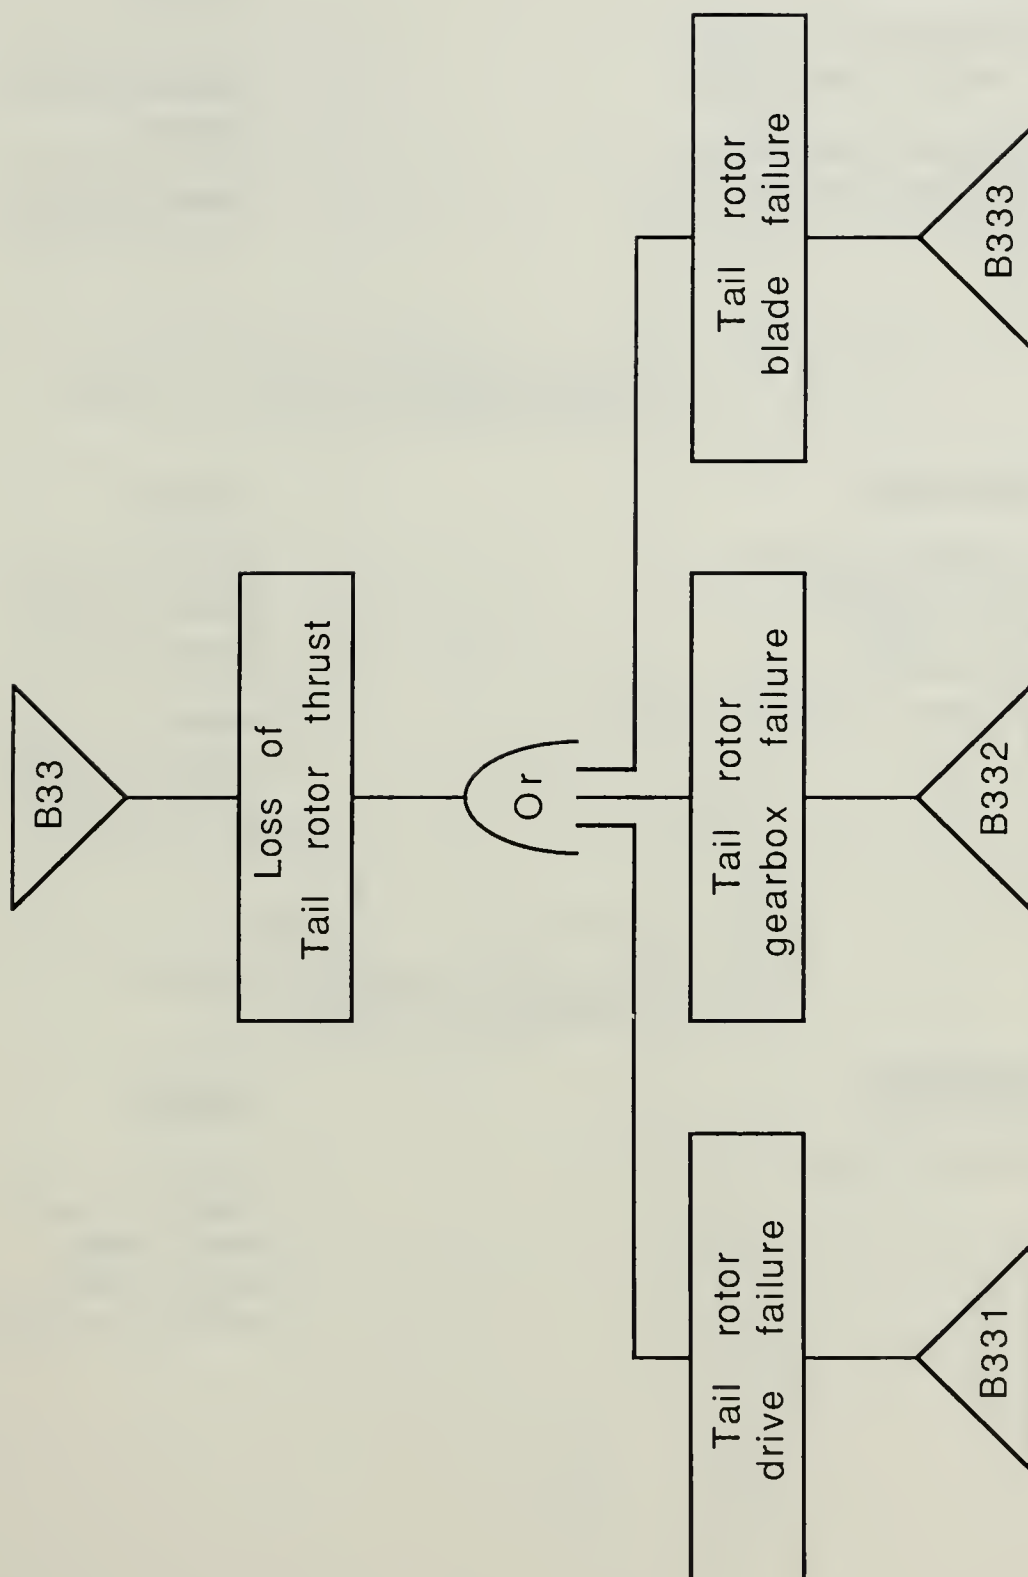 B33
Loss of
Tail rotor thrust
Or
Tail rotor
drive failure
Tail rotor
gearbox failure
Tail rotor
blade failure
B331
B332
B333